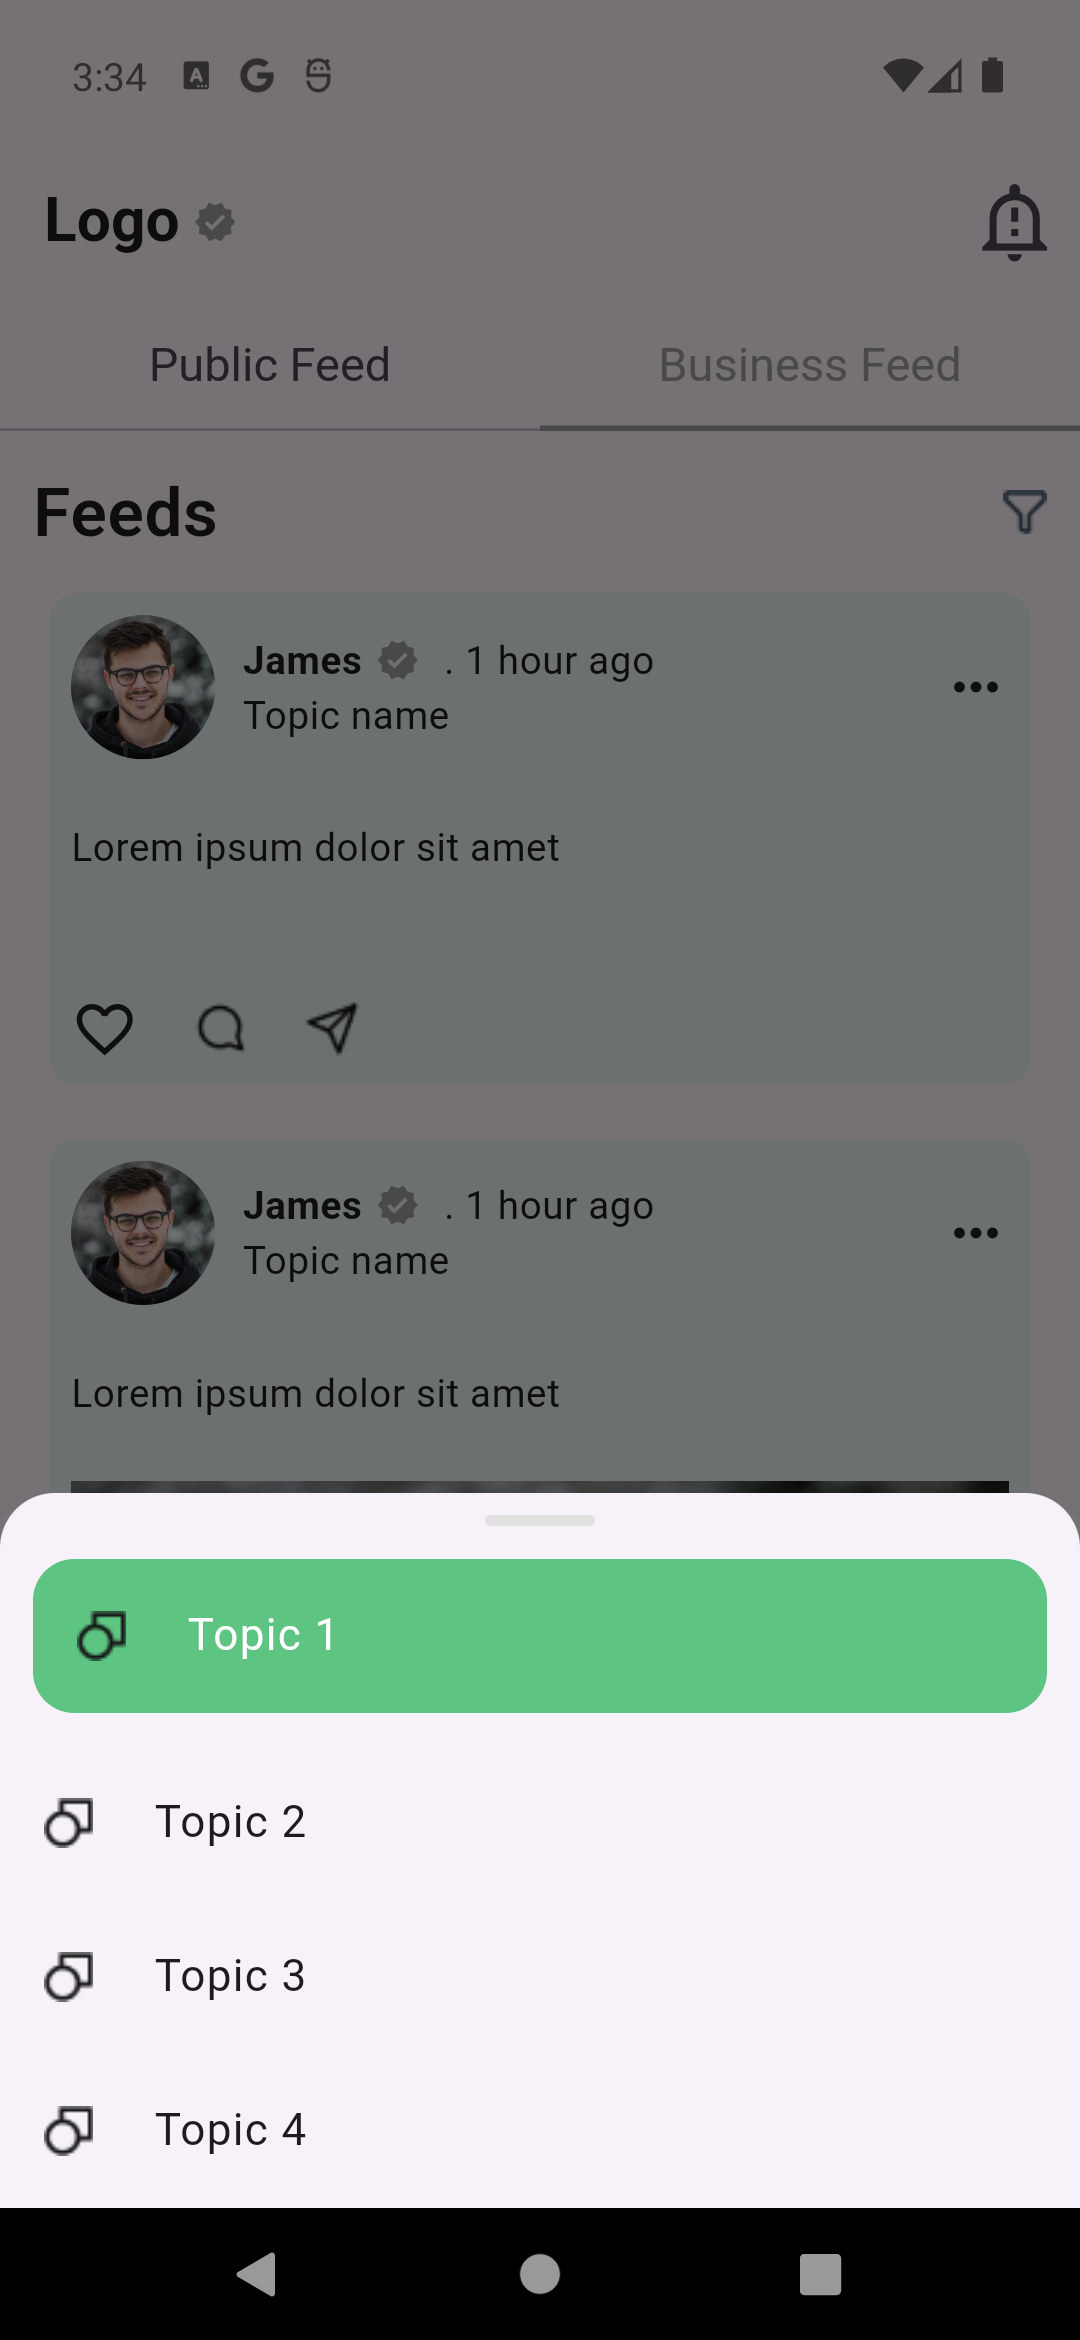 3:34
Logo
Public Feed
Business Feed
Feeds
James . 1 hour ago
Topic name
Lorem ipsum dolor sit amet
James . 1 hour ago
Topic name
Lorem ipsum dolor sit amet
Topic 1
Topic 2
Topic 3
Topic 4